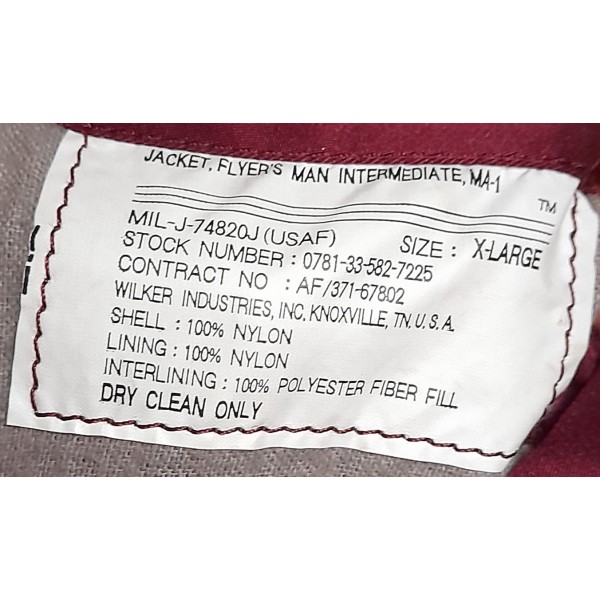 JACKET, FLYER'S MAN INTERMEDIATE, MA-1
TM
MIL-J-74820J (USAF) SIZE : X-LARGE
STOCK NUMBER : 0781-33-582-7225
CONTRACT NO : AF/371-67802
WILKER INDUSTRIES, INC. KNOXVILLE, TN. U.S.A.
SHELL : 100% NYLON
LINING : 100% NYLON
INTERLINING : 100% POLYESTER FIBER FILL
DRY CLEAN ONLY